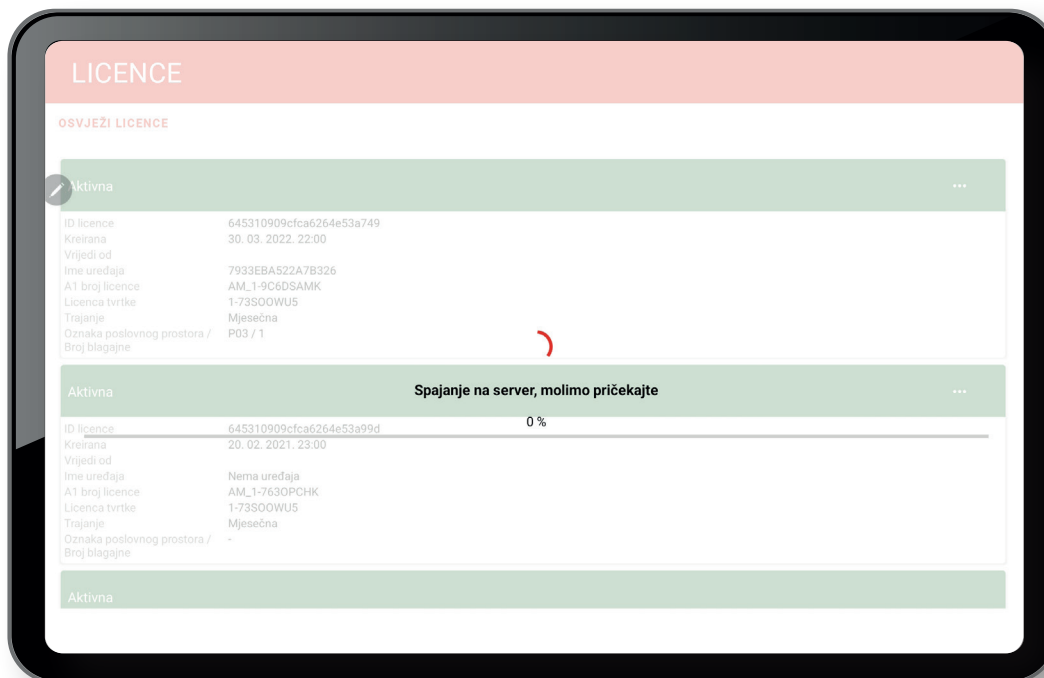 LICENCE
OSVJEŽI LICENCE
Aktivna
ID licence 645310909cfca6264e53a749
Kreirana 30. 03. 2022. 22:00
Vrijedi od
Ime uređaja 7933EBA522A7B326
A1 broj licence AM_1-9C6DSAMK
Licenca tvrtke 1-73SOOWU5
Trajanje Mjesečna
Oznaka poslovnog prostora / P03 / 1
Broj blagajne
Aktivna
Spajanje na server, molimo pričekajte
0 %
ID licence 645310909cfca6264e53a99d
Kreirana 20. 02. 2021. 23:00
Vrijedi od
Ime uređaja Nema uređaja
A1 broj licence AM_1-763OPCHK
Licenca tvrtke 1-73SOOWU5
Trajanje Mjesečna
Oznaka poslovnog prostora / -
Broj blagajne
Aktivna